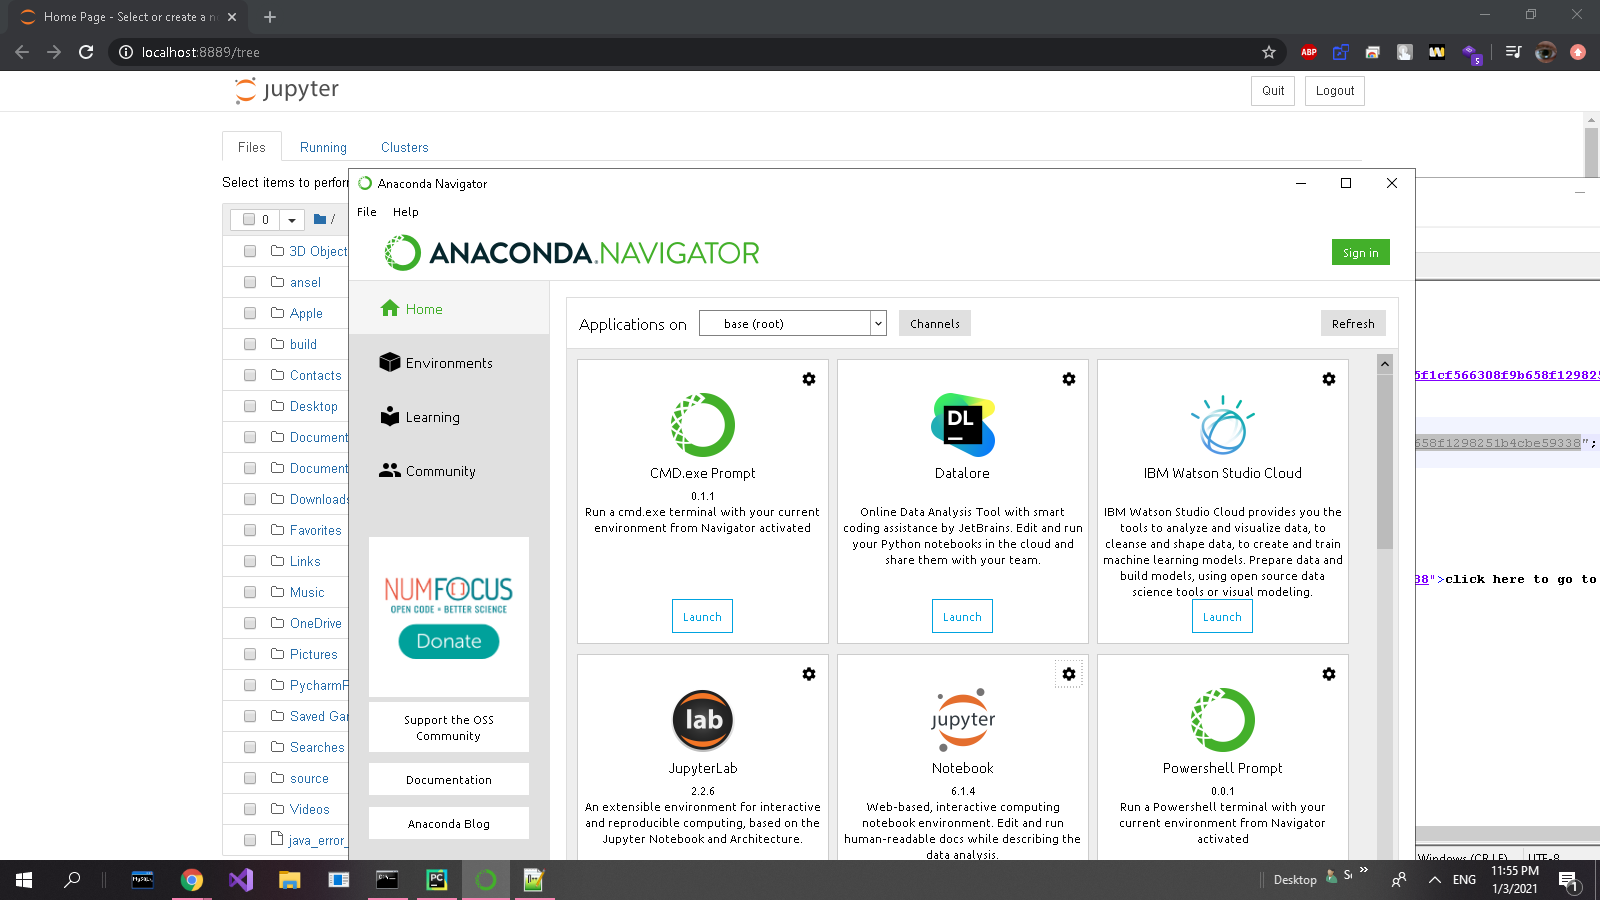 Home Page - Select or create a n
localhost:8889/tree
ABP
5
jupyter
Quit
Logout
Files
Running
Clusters
Select items to perfor
0
/
3D Object
ansel
Apple
build
Contacts
Desktop
Document
Document
Downloads
Favorites
Links
Music
OneDrive
Pictures
PycharmP
Saved Gar
Searches
source
Videos
java_error_
Anaconda Navigator
File
Help
ANACONDA.NAVIGATOR
Sign in
Home
Environments
Learning
Community
NUMFOCUS
OPEN CODE = BETTER SCIENCE
Donate
Support the OSS
Community
Documentation
Anaconda Blog
Applications on
base (root)
Channels
Refresh
CMD.exe Prompt
0.1.1
Run a cmd.exe terminal with your current
environment from Navigator activated
Launch
DL
Datalore
Online Data Analysis Tool with smart
coding assistance by JetBrains. Edit and run
your Python notebooks in the cloud and
share them with your team.
Launch
IBM Watson Studio Cloud
IBM Watson Studio Cloud provides you the
tools to analyze and visualize data, to
cleanse and shape data, to create and train
machine learning models. Prepare data and
build models, using open source data
science tools or visual modeling.
Launch
lab
JupyterLab
2.2.6
An extensible environment for interactive
and reproducible computing, based on the
Jupyter Notebook and Architecture.
jupyter
Notebook
6.1.4
Web-based, interactive computing
notebook environment. Edit and run
human-readable docs while describing the
data analysis.
Powershell Prompt
0.0.1
Run a Powershell terminal with your
current environment from Navigator
activated
5f1cf566308f9b658f12982
658f1298251b4cbe59338";
38">click here to go to
Windows (CR LF)
UTF-8
MySQL
PC
Desktop
ENG
11:55 PM
1/3/2021
1